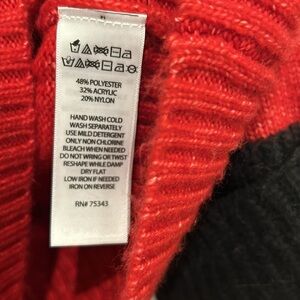 48% POLYESTER
32% ACRYLIC
20% NYLON
HAND WASH COLD
WASH SEPARATELY
USE MILD DETERGENT
ONLY NON CHLORINE
BLEACH WHEN NEEDED
DO NOT WRING OR TWIST
RESHAPE WHILE DAMP
DRY FLAT
LOW IRON IF NEEDED
IRON ON REVERSE
RN# 75343